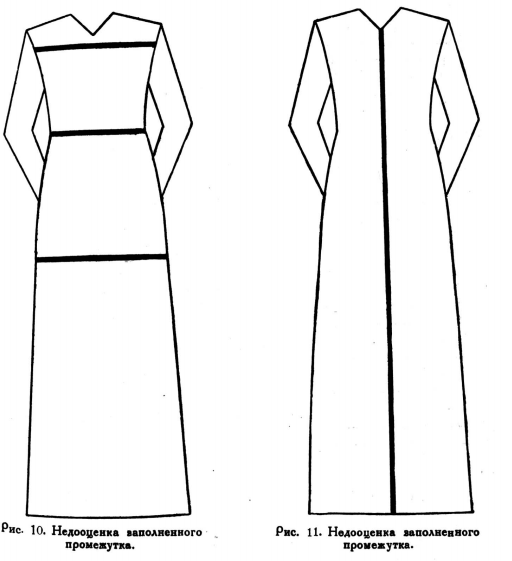 Рис. 10. Недооценка заполненного
промежутка.
Рис. 11. Недооценка заполненного
промежутка.